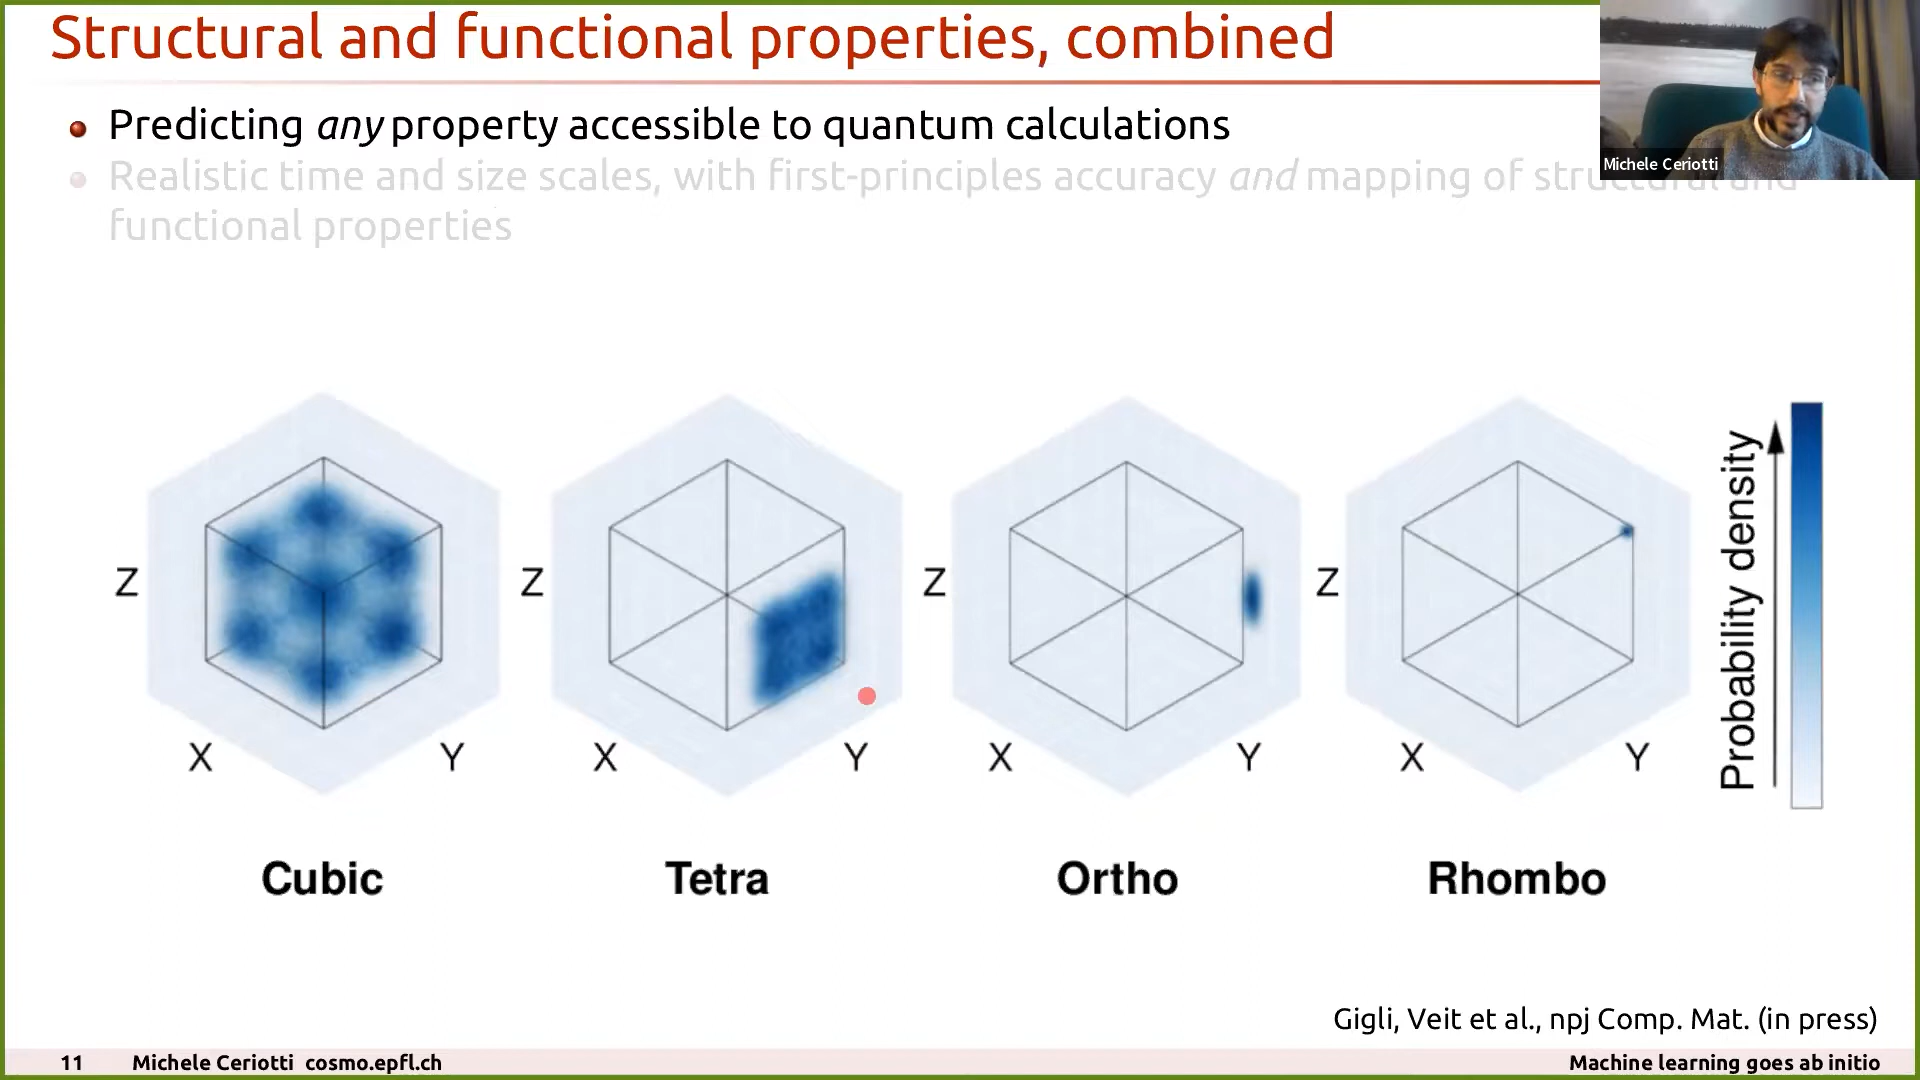 Structural and functional properties, combined
Michele Ceriotti
Predicting any property accessible to quantum calculations
Realistic time and size scales, with first-principles accuracy and mapping of structural and
functional properties
Z
X
Y
Z
X
Y
Z
X
Y
Z
X
Y
Probability density
Cubic
Tetra
Ortho
Rhombo
Gigli, Veit et al., npj Comp. Mat. (in press)
11 Michele Ceriotti cosmo.epfl.ch Machine learning goes ab initio